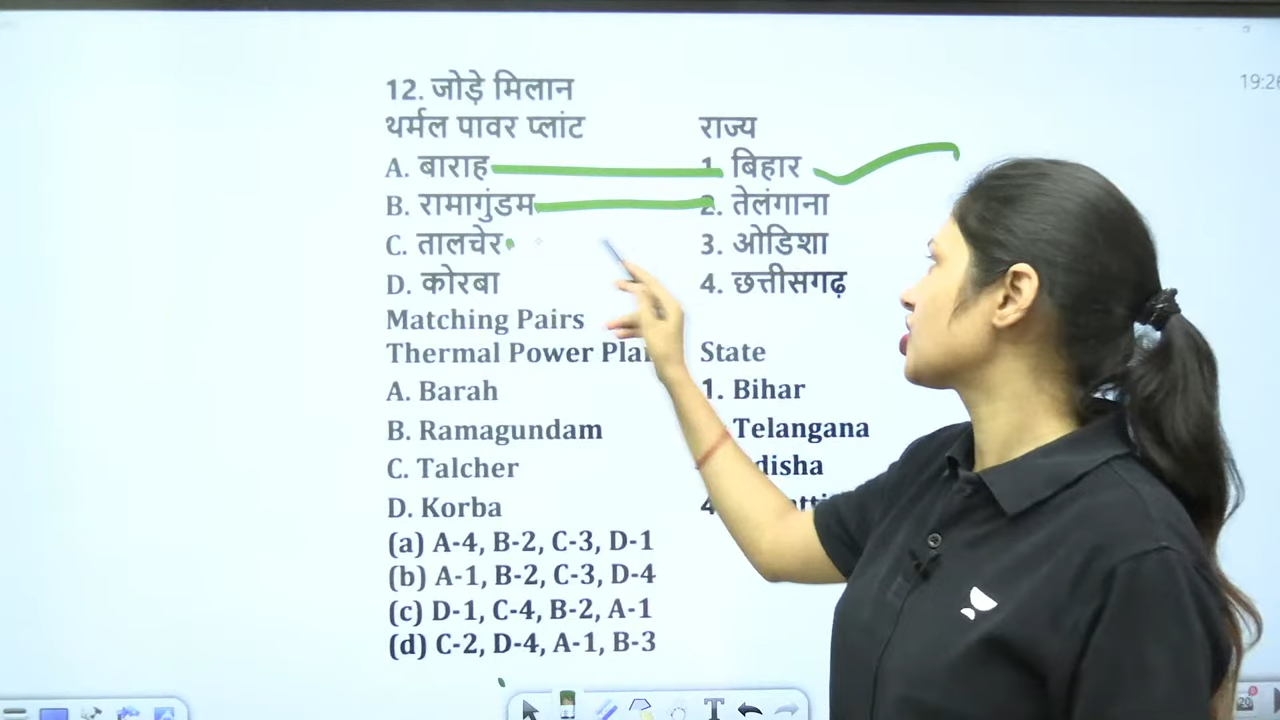 19:26
12. जोड़े मिलान
थर्मल पावर प्लांट राज्य
A. बाराह 1. बिहार
B. रामागुंडम 2. तेलंगाना
C. तालचेर 3. ओडिशा
D. कोरबा 4. छत्तीसगढ़
Matching Pairs
Thermal Power State
A. Barah 1. Bihar
B. Ramagundam Telangana
C. Talcher
D. Korba 4.
(a) A-4, B-2, C-3, D-1
(b) A-1, B-2, C-3, D-4
(c) D-1, C-4, B-2, A-1
(d) C-2, D-4, A-1, B-3
T
20